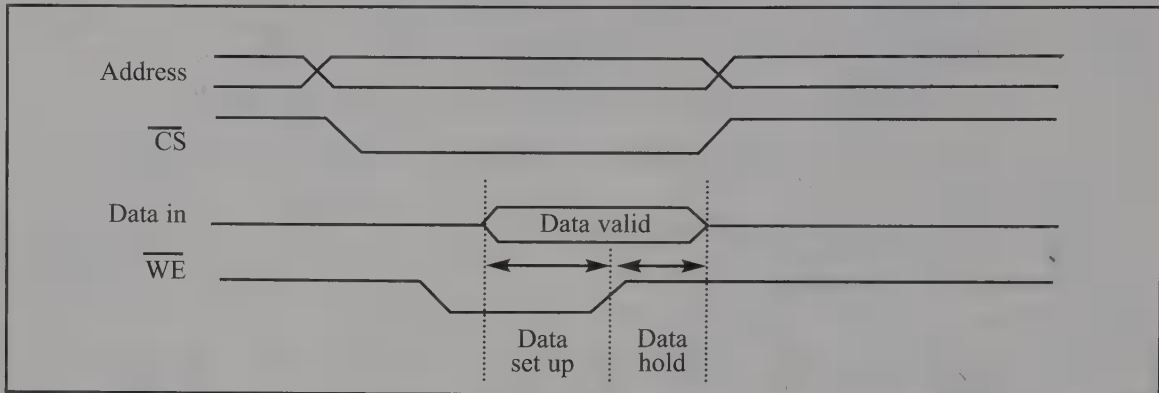 Address
CS
Data in
Data valid
WE
Data Data
set up hold